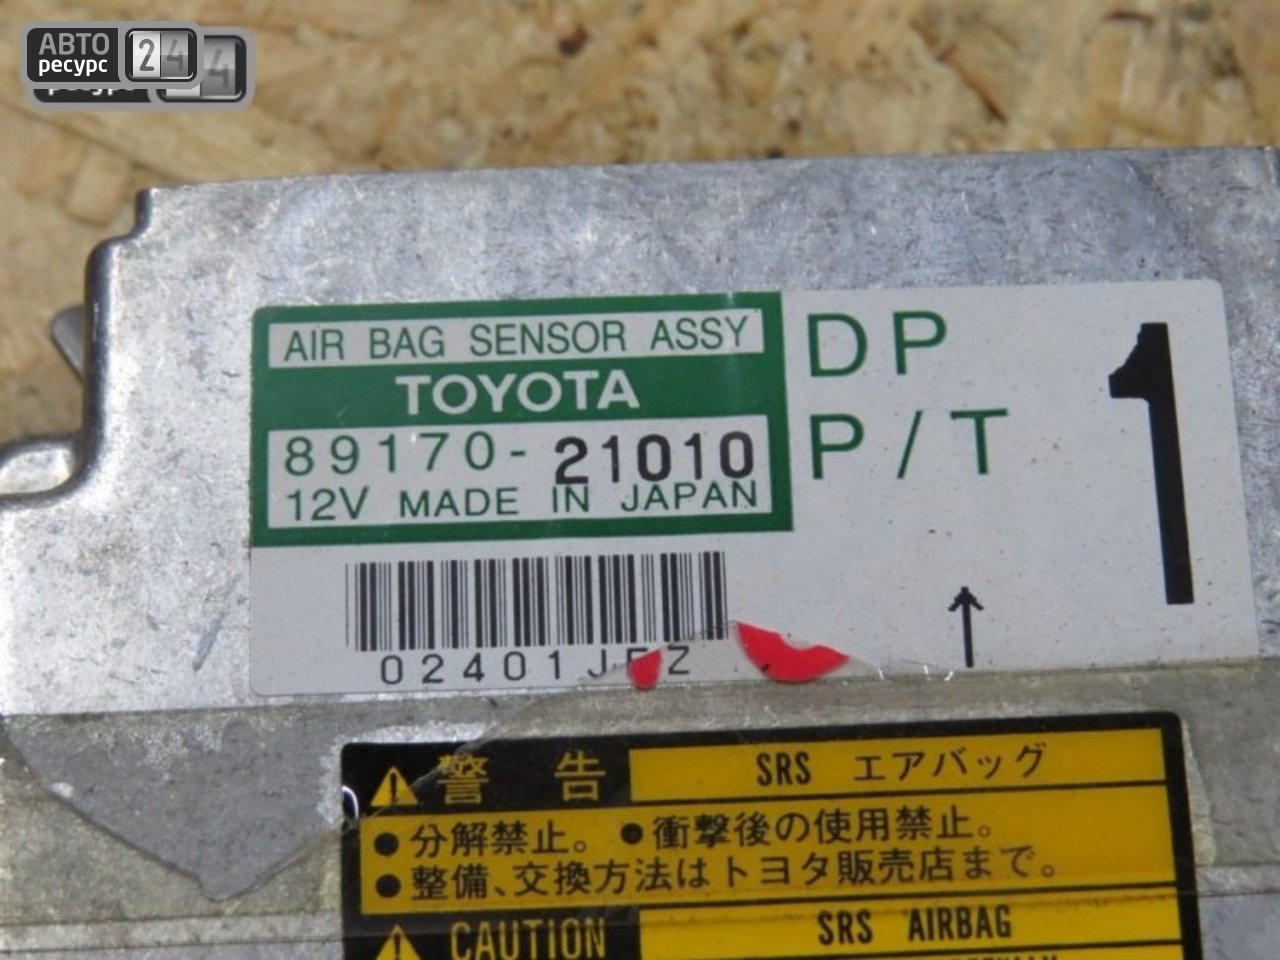 АВТО
ресурс 24
AIR BAG SENSOR ASSY
TOYOTA
89170-21010
12V MADE IN JAPAN
DP
P/T
1
02401J Z
警告
SRS エアバッグ
●分解禁止。 ●衝撃後の使用禁止。
●整備、交換方法はトヨタ販売店まで。
CAUTION
SRS AIRBAG